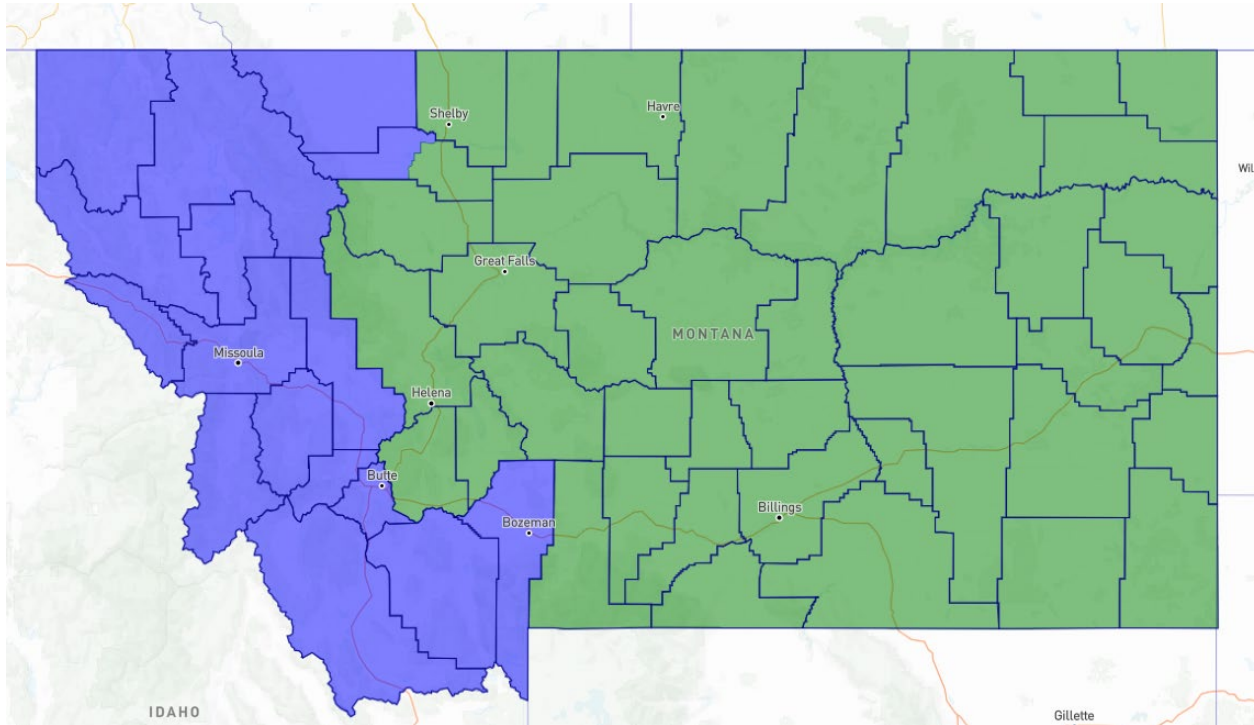 Shelby
Havre
Wil
Great Falls
MONTANA
Missoula
Helena
Butte
Billings
Bozeman
IDAHO
Gillette